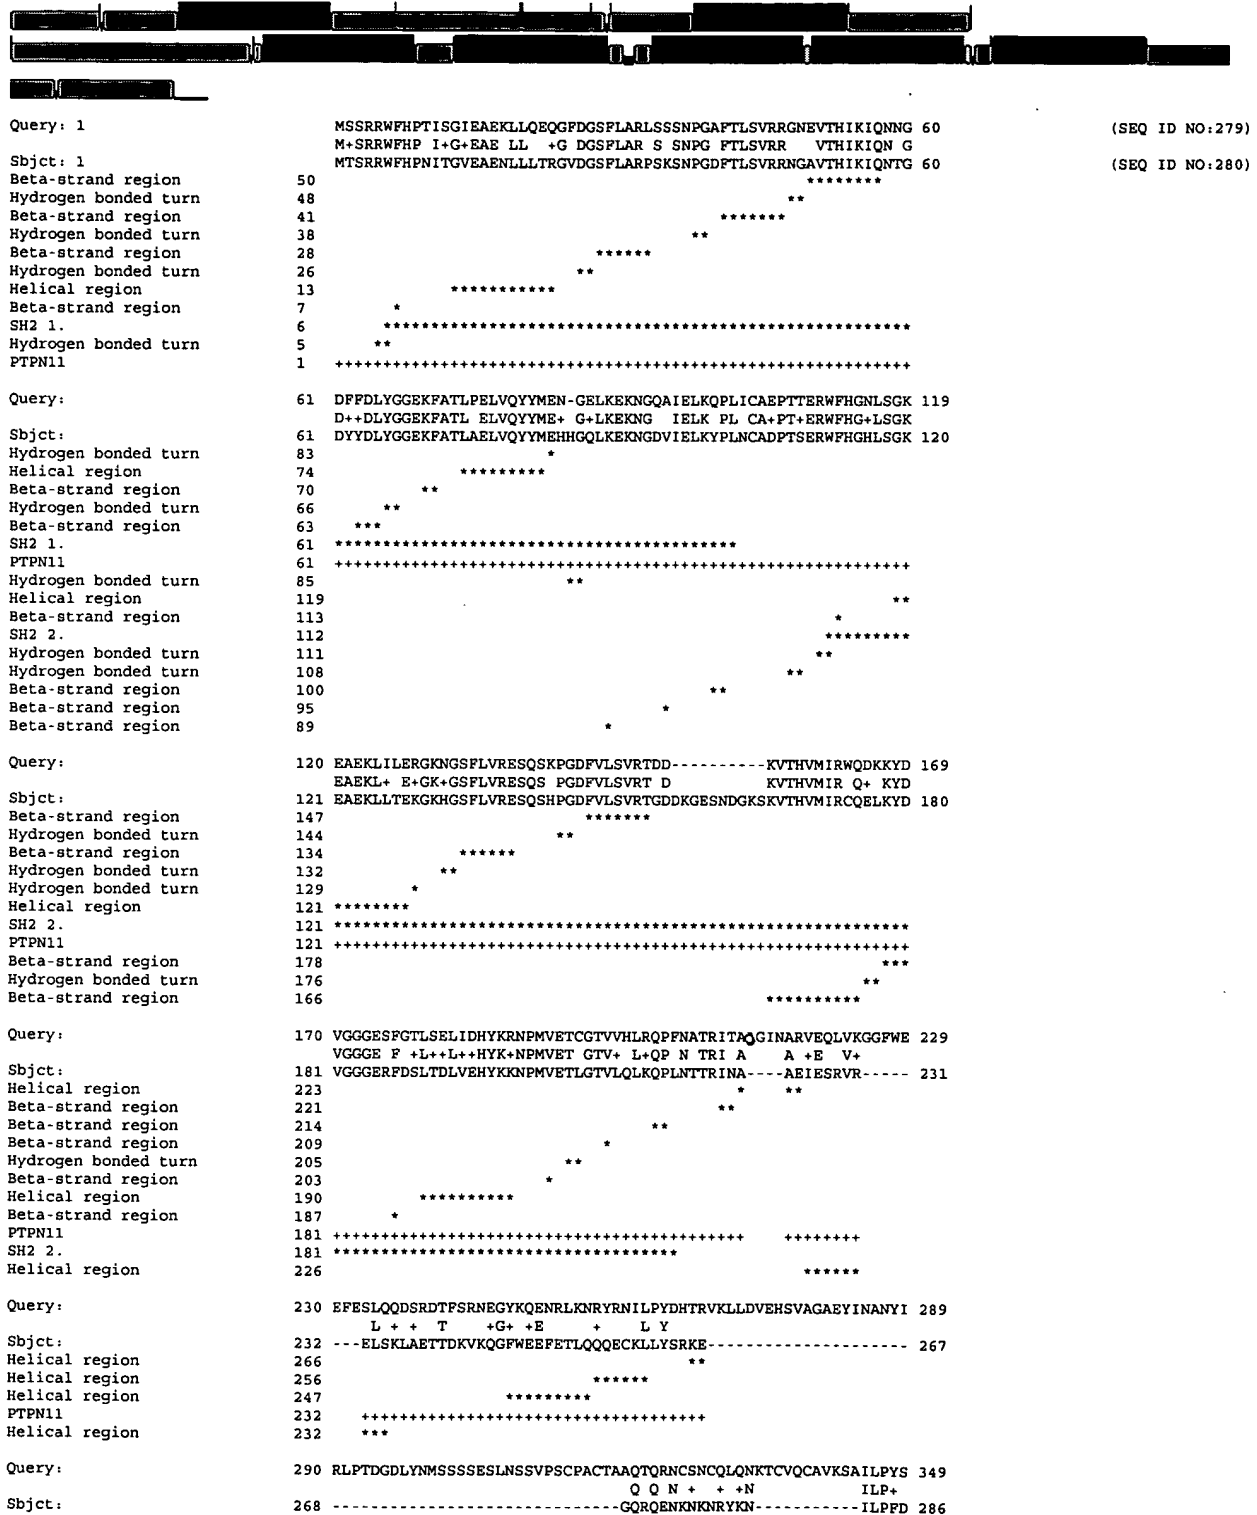 Query: 1 MSSRRWFHPTISGIEAEKLLQEQGFDGSFLARLSSSNPGAFTLSVRRGNEVTHIKIQNNG 60 (SEQ ID NO:279)
M+SRRWFHP I+G+EAE LL +G DGSFLAR S SNPG FTLSVRR VTHIKIQN G
Sbjct: 1 MTSRRWFHPNITGVEAENLLLTRGVDGSFLARPSKSNPGDFTLSVRRNGAVTHIKIQNTG 60 (SEQ ID NO:280)
Beta-strand region 50 ********
Hydrogen bonded turn 48 **
Beta-strand region 41 *******
Hydrogen bonded turn 38 **
Beta-strand region 28 ******
Hydrogen bonded turn 26 **
Helical region 13 ***********
Beta-strand region 7 *
SH2 1. 6 *******************************************************
Hydrogen bonded turn 5 **
PTPN11 1 ++++++++++++++++++++++++++++++++++++++++++++++++++++++++++++
Query: 61 DFFDLYGGEKFATLPELVQYYMEN-GELKEKNGQAIELKQPLICAEPTTERWFHGNLSGK 119
D++DLYGGEKFATL ELVQYYME+ G+LKEKNG IELK PL CA+PT+ERWFHG+LSGK
Sbjct: 61 DYYDLYGGEKFATLAELVQYYMEHHGQLKEKNGDVIELKYPLNCADPTSERWFHGHLSGK 120
Hydrogen bonded turn 83 *
Helical region 74 *********
Beta-strand region 70 **
Hydrogen bonded turn 66 **
Beta-strand region 63 ***
SH2 1. 61 ******************************************
PTPN11 61 ++++++++++++++++++++++++++++++++++++++++++++++++++++++++++++
Hydrogen bonded turn 85 **
Helical region 119 **
Beta-strand region 113 *
SH2 2. 112 *********
Hydrogen bonded turn 111 **
Hydrogen bonded turn 108 **
Beta-strand region 100 **
Beta-strand region 95 *
Beta-strand region 89 *
Query: 120 EAEKLILERGKNGSFLVRESQSKPGDFVLSVRTDD----------KVTHVMIRWQDKKYD 169
EAEKL+ E+GK+GSFLVRESQS PGDFVLSVRT D KVTHVMIR Q+ KYD
Sbjct: 121 EAEKLLTEKGKHGSFLVRESQSHPGDFVLSVRTGDDKGESNDGKSKVTHVMIRCQELKYD 180
Beta-strand region 147 *******
Hydrogen bonded turn 144 **
Beta-strand region 134 ******
Hydrogen bonded turn 132 **
Hydrogen bonded turn 129 *
Helical region 121 ********
SH2 2. 121 ************************************************************
PTPN11 121 ++++++++++++++++++++++++++++++++++++++++++++++++++++++++++++
Beta-strand region 178 ***
Hydrogen bonded turn 176 **
Beta-strand region 166 **********
Query: 170 VGGGESFGTLSELIDHYKRNPMVETCGTVVHLRQPFNATRITAQGINARVEQLVKGGFWE 229
VGGGE F +L++L++HYK+NPMVET GTV+ L+QP N TRI A A +E V+
Sbjct: 181 VGGGERFDSLTDLVEHYKKNPMVETLGTVLQLKQPLNTTRINA----AEIESRVR----- 231
Helical region 223 * **
Beta-strand region 221 **
Beta-strand region 214 **
Beta-strand region 209 *
Hydrogen bonded turn 205 **
Beta-strand region 203 *
Helical region 190 **********
Beta-strand region 187 *
PTPN11 181 +++++++++++++++++++++++++++++++++++++++++++ ++++++++
SH2 2. 181 ************************************
Helical region 226 ******
Query: 230 EFESLQQDSRDTFSRNEGYKQENRLKNRYRNILPYDHTRVKLLDVEHSVAGAEYINANYI 289
L + + T +G+ +E + L Y
Sbjct: 232 ---ELSKLAETTDKVKQGFWEEFETLQQQECKLLYSRKE--------------------- 267
Helical region 266 **
Helical region 256 ******
Helical region 247 *********
PTPN11 232 ++++++++++++++++++++++++++++++++++++
Helical region 232 ***
Query: 290 RLPTDGDLYNMSSSSESLNSSVPSCPACTAAQTQRNCSNCQLQNKTCVQCAVKSAILPYS 349
Q Q N + + +N ILP+
Sbjct: 268 ------------------------------GQRQENKNKNRYKN-----------ILPFD 286